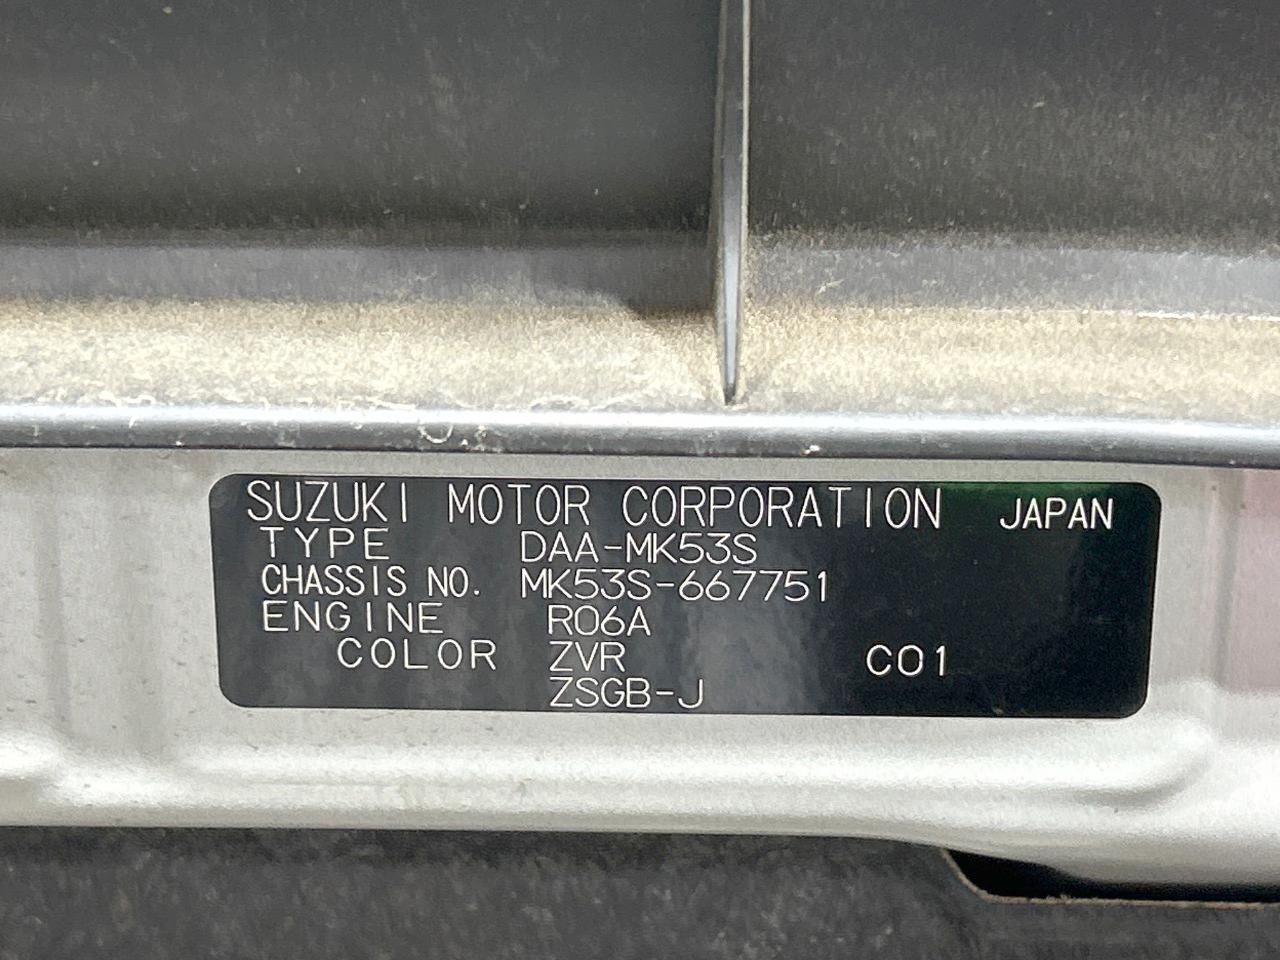 SUZUKI MOTOR CORPORATION JAPAN
TYPE DAA-MK53S
CHASSIS NO. MK53S-667751
ENGINE R06A
COLOR ZVR C01
ZSGB-J